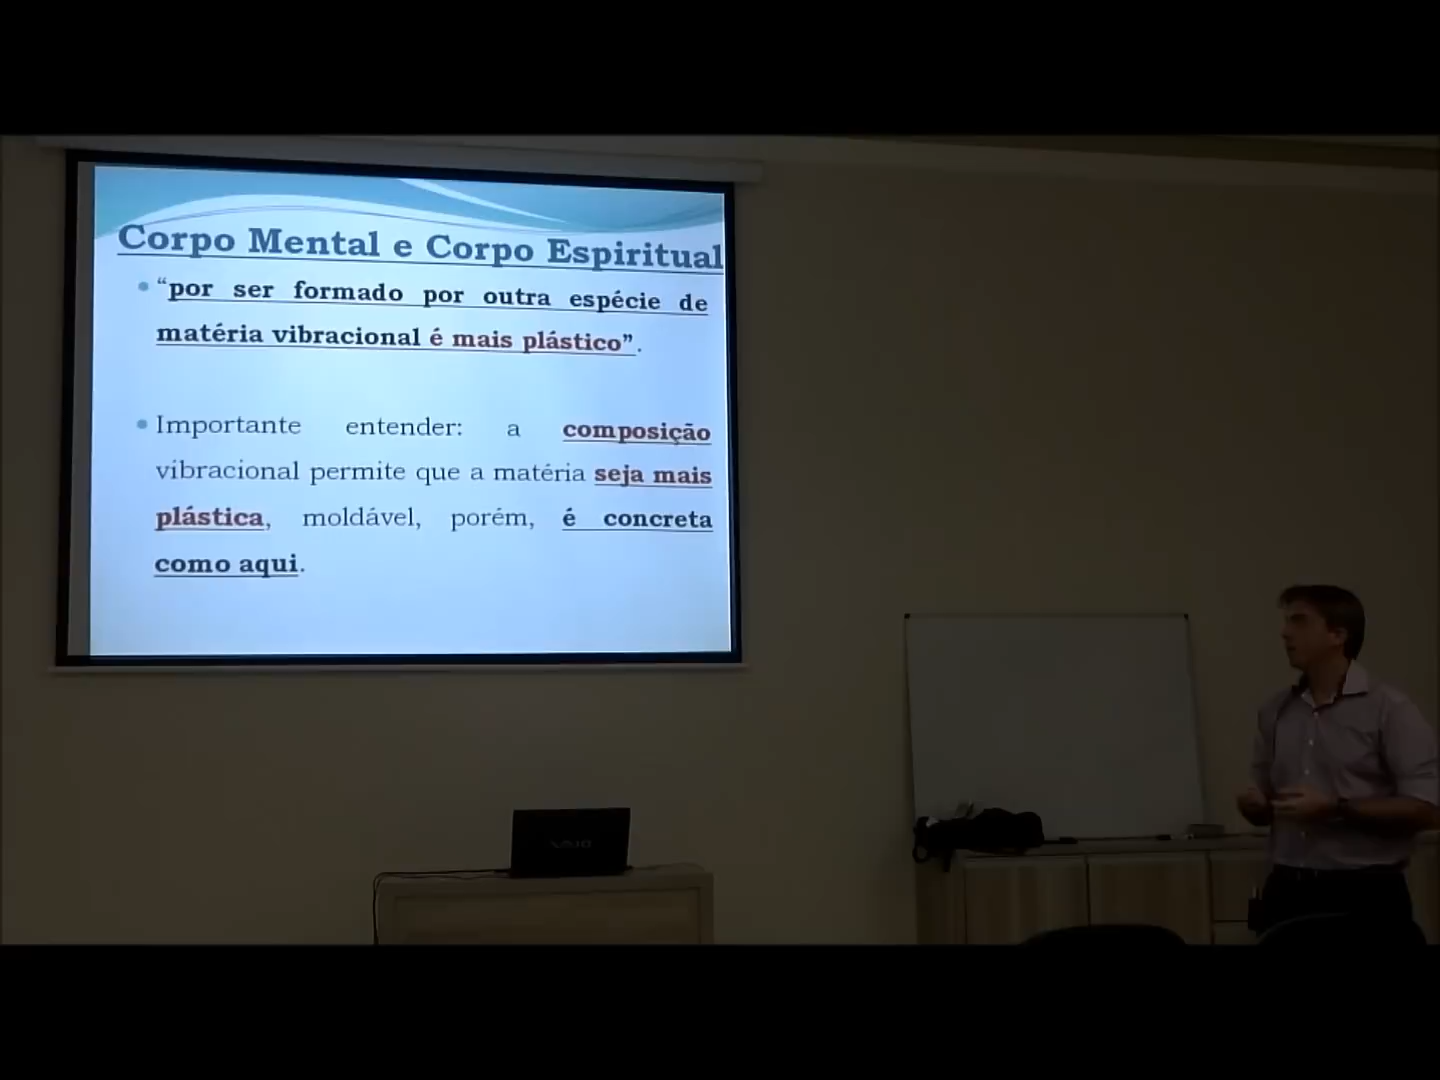 Corpo Mental e Corpo Espiritual
• “por ser formado por outra espécie de
matéria vibracional é mais plástico”.
• Importante entender: a composição
vibracional permite que a matéria seja mais
plástica, moldável, porém, é concreta
como aqui.
VAIO